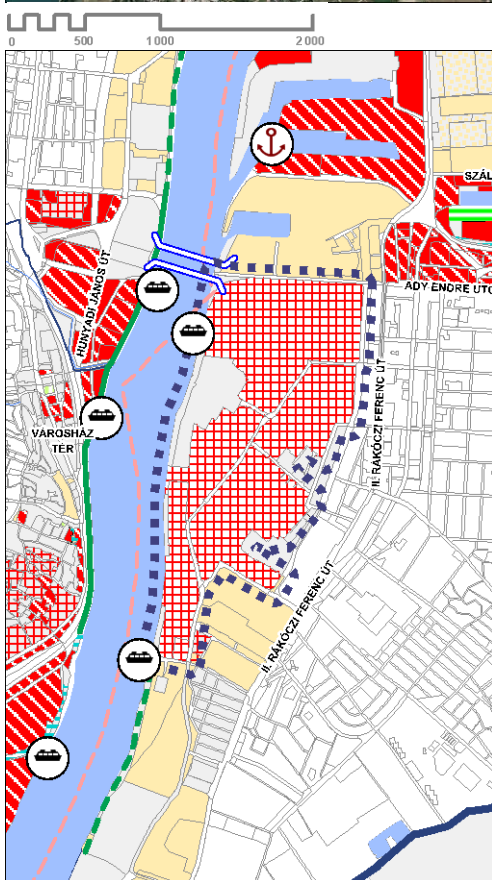 0 500 1000 2000
SZÁL
HUNYADI JÁNOS ÚT
ADY ENDRE UTC
II. RÁKÓCZI FERENC ÚT
VÁROSHÁZ
TÉR
II. RÁKÓCZI FERENC ÚT